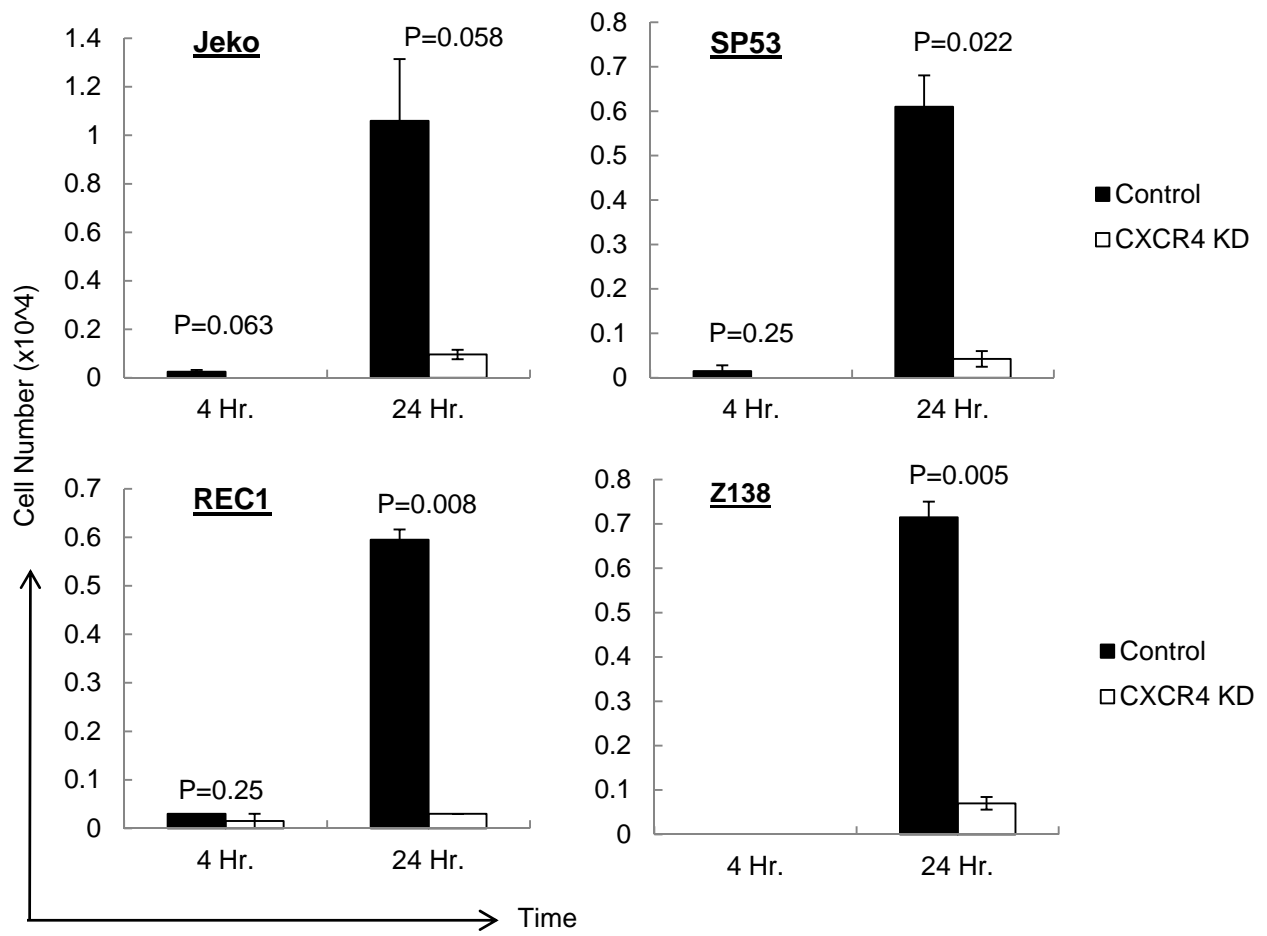 Jeko
P=0.058
1.4
1.2
1
0.8
0.6
0.4
0.2
0
P=0.063
4 Hr.
24 Hr.
SP53
P=0.022
0.8
0.7
0.6
0.5
0.4
0.3
0.2
0.1
0
P=0.25
4 Hr.
24 Hr.
Control
CXCR4 KD
Cell Number (x10^4)
REC1
P=0.008
0.7
0.6
0.5
0.4
0.3
0.2
0.1
0
P=0.25
4 Hr.
24 Hr.
Z138
P=0.005
0.8
0.7
0.6
0.5
0.4
0.3
0.2
0.1
0
4 Hr.
24 Hr.
Control
CXCR4 KD
Time